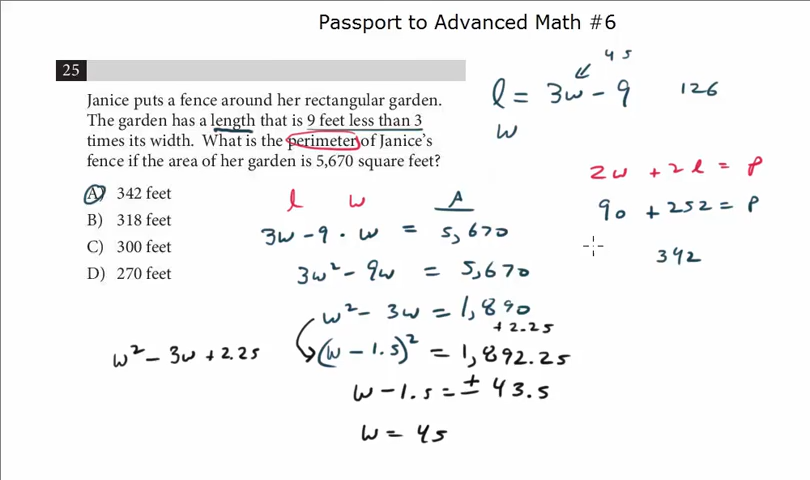 Passport to Advanced Math #6
25
Janice puts a fence around her rectangular garden.
The garden has a length that is 9 feet less than 3
times its width. What is the perimeter of Janice's
fence if the area of her garden is 5,670 square feet?
A) 342 feet
B) 318 feet
C) 300 feet
D) 270 feet
45
l = 3w - 9
126
w
2w + 2l = P
90 + 252 = P
342
l w A
3w - 9 · w = 5,670
3w² - 9w = 5,670
w² - 3w = 1,890
+2.25
w² - 3w + 2.25
(w - 1.5)² = 1,892.25
w - 1.5 = ± 43.5
w = 45